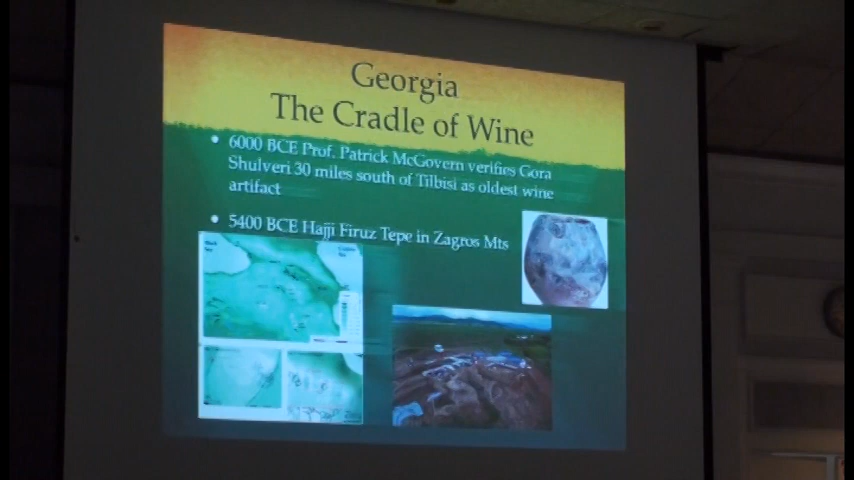 Georgia
The Cradle of Wine
• 6000 BCE Prof. Patrick McGovern verifies Gora
Shulveri 30 miles south of Tilbisi as oldest wine
artifact
• 5400 BCE Hajji Firuz Tepe in Zagros Mts